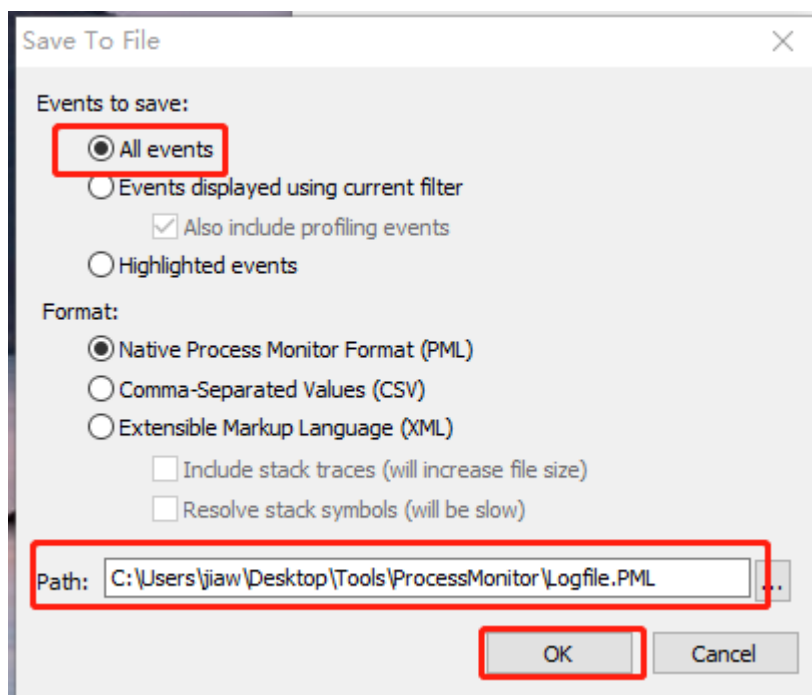 Save To File
Events to save:
All events
Events displayed using current filter
Also include profiling events
Highlighted events
Format:
Native Process Monitor Format (PML)
Comma-Separated Values (CSV)
Extensible Markup Language (XML)
Include stack traces (will increase file size)
Resolve stack symbols (will be slow)
Path: C:\Users\jiaw\Desktop\Tools\ProcessMonitor\Logfile.PML ...
OK Cancel